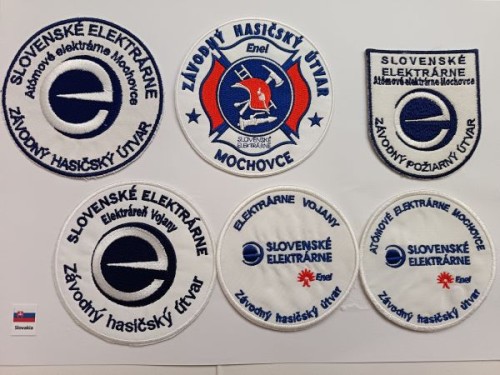 SLOVENSKÉ ELEKTRÁRNE
Atómové elektrárne Mochovce
ZÁVODNÝ HASIČSKÝ ÚTVAR
ZÁVODNÝ HASIČSKÝ ÚTVAR
Enel
SLOVENSKÉ
ELEKTRÁRNE
MOCHOVCE
SLOVENSKÉ
ELEKTRÁRNE
Atómové elektrárne Mochovce
ZÁVODNÝ POŽIARNY ÚTVAR
SLOVENSKÉ ELEKTRÁRNE
Elektráreň Vojany
Závodný hasičský útvar
ELEKTRÁRNE VOJANY
SLOVENSKÉ
ELEKTRÁRNE
Enel
Závodný hasičský útvar
ATÓMOVÉ ELEKTRÁRNE MOCHOVCE
SLOVENSKÉ
ELEKTRÁRNE
Enel
Závodný hasičský útvar
Slovakia